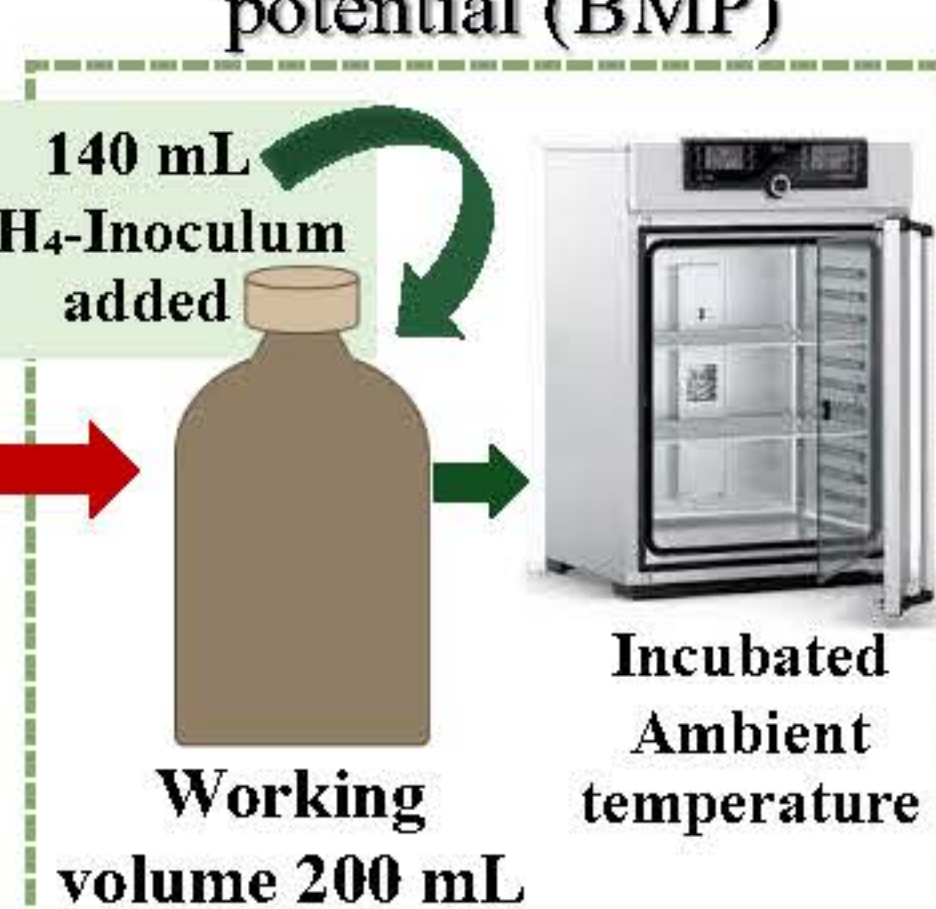 potential (BMP)
140 mL
H₄-Inoculum
added
Incubated
Ambient
temperature
Working
volume 200 mL